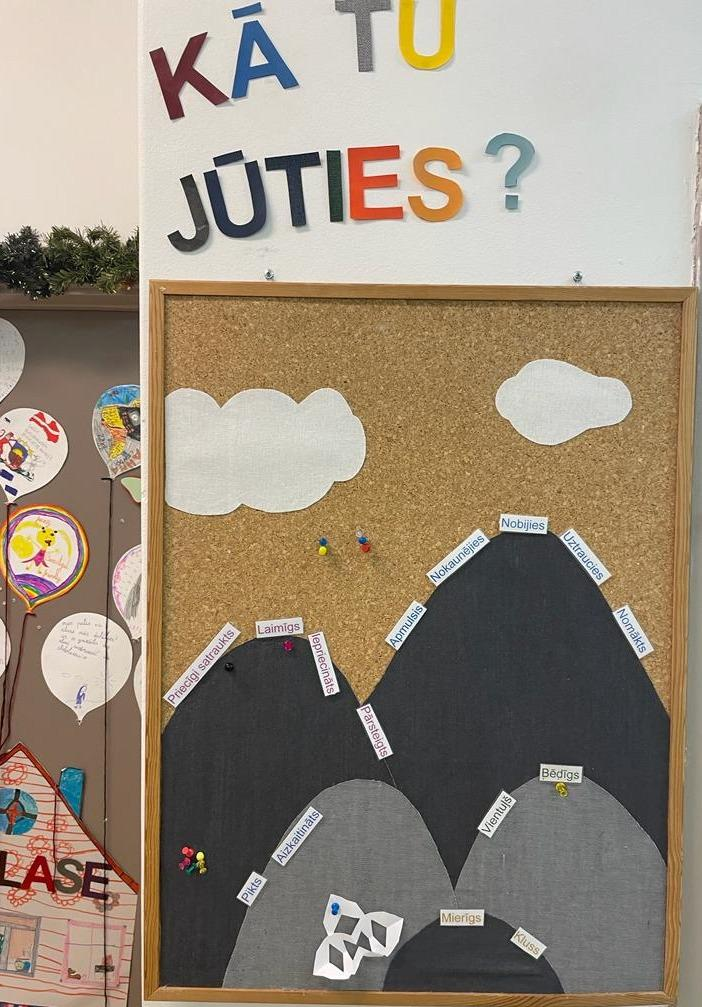 KĀ TU
JŪTIES?
Nobijies
Nokaunējies
Uztraucies
Apmulsis
Nomākts
Laimīgs
Priecīgi satraukts
Iepriecināts
Pārsteigts
Bēdīgs
Vientuļš
Aizkaitināts
Pikts
Mierīgs
Kluss
LASE